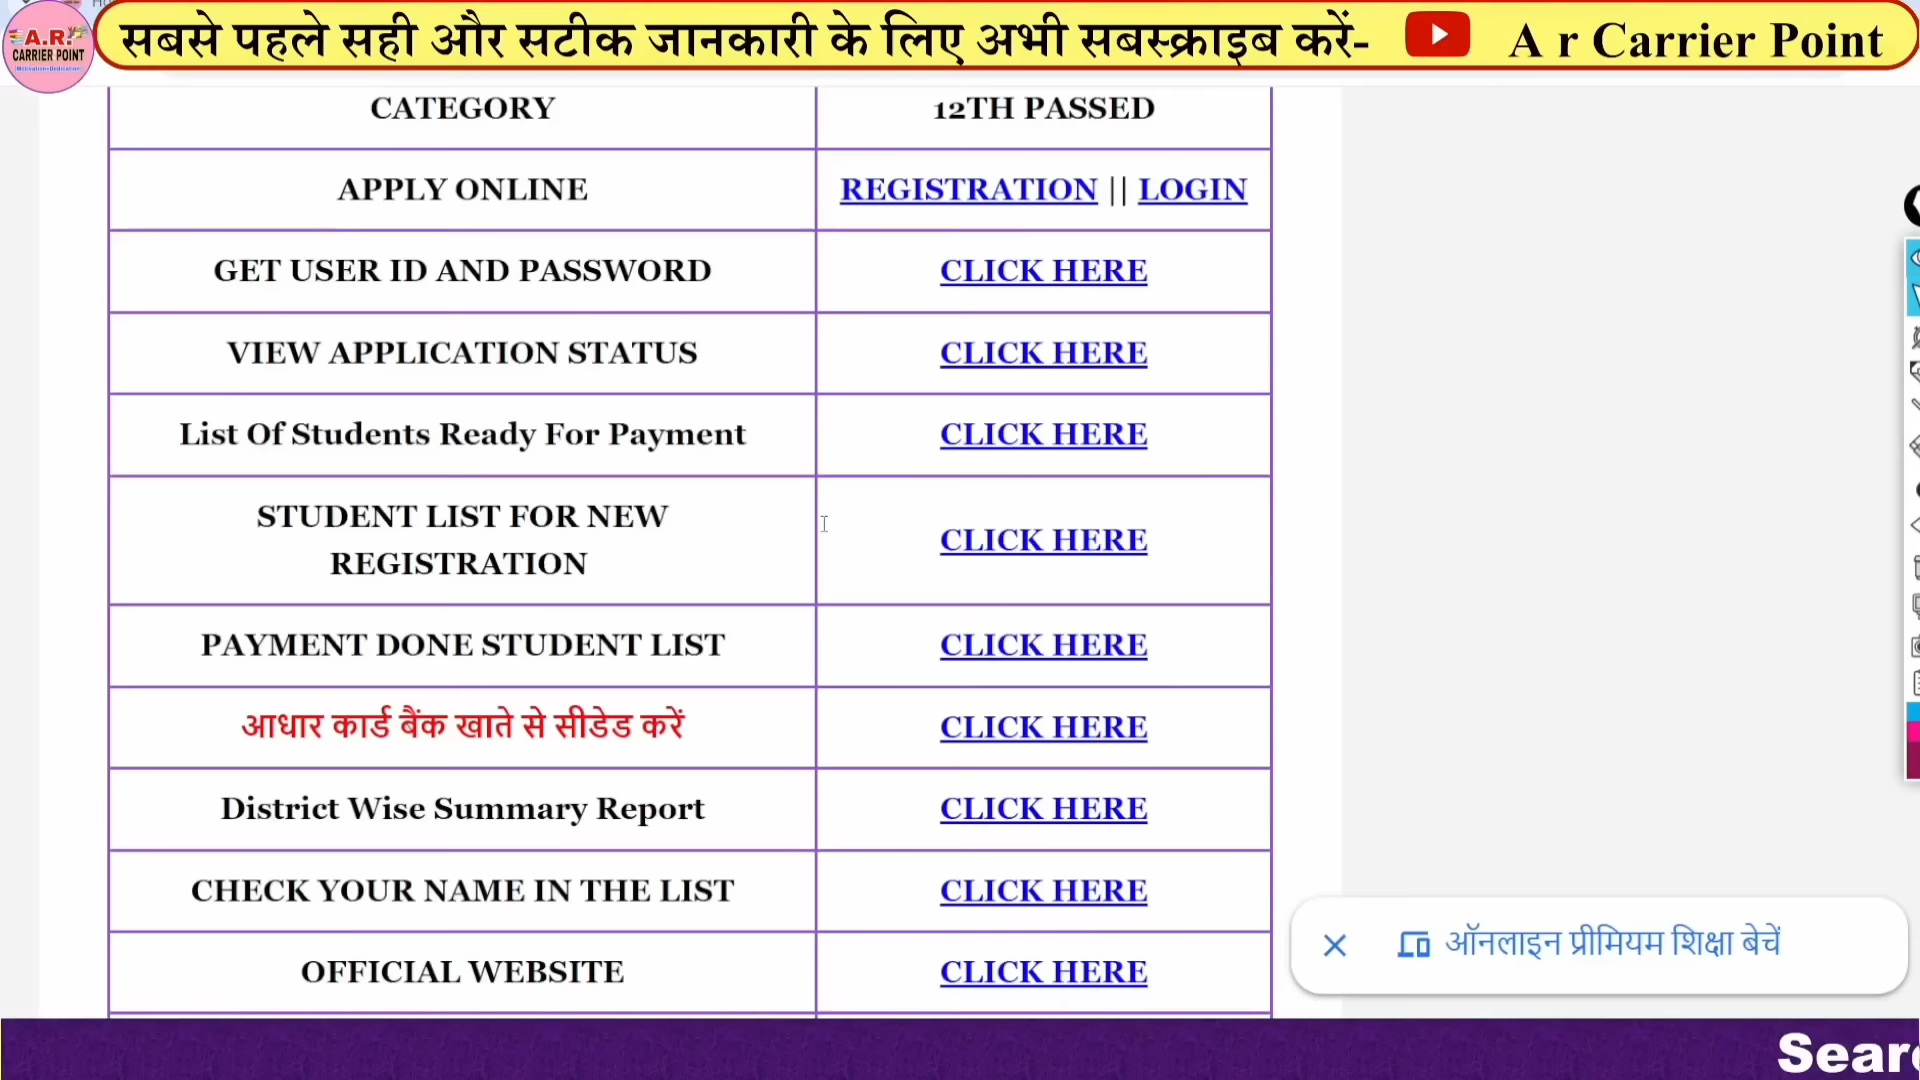 सबसे पहले सही और सटीक जानकारी के लिए अभी सबस्क्राइब करें- A r Carrier Point
A.R.
CARRIER POINT
CATEGORY 12TH PASSED
APPLY ONLINE REGISTRATION || LOGIN
GET USER ID AND PASSWORD CLICK HERE
VIEW APPLICATION STATUS CLICK HERE
List Of Students Ready For Payment CLICK HERE
STUDENT LIST FOR NEW
REGISTRATION CLICK HERE
PAYMENT DONE STUDENT LIST CLICK HERE
आधार कार्ड बैंक खाते से सीडेड करें CLICK HERE
District Wise Summary Report CLICK HERE
CHECK YOUR NAME IN THE LIST CLICK HERE
ऑनलाइन प्रीमियम शिक्षा बेचें
OFFICIAL WEBSITE CLICK HERE